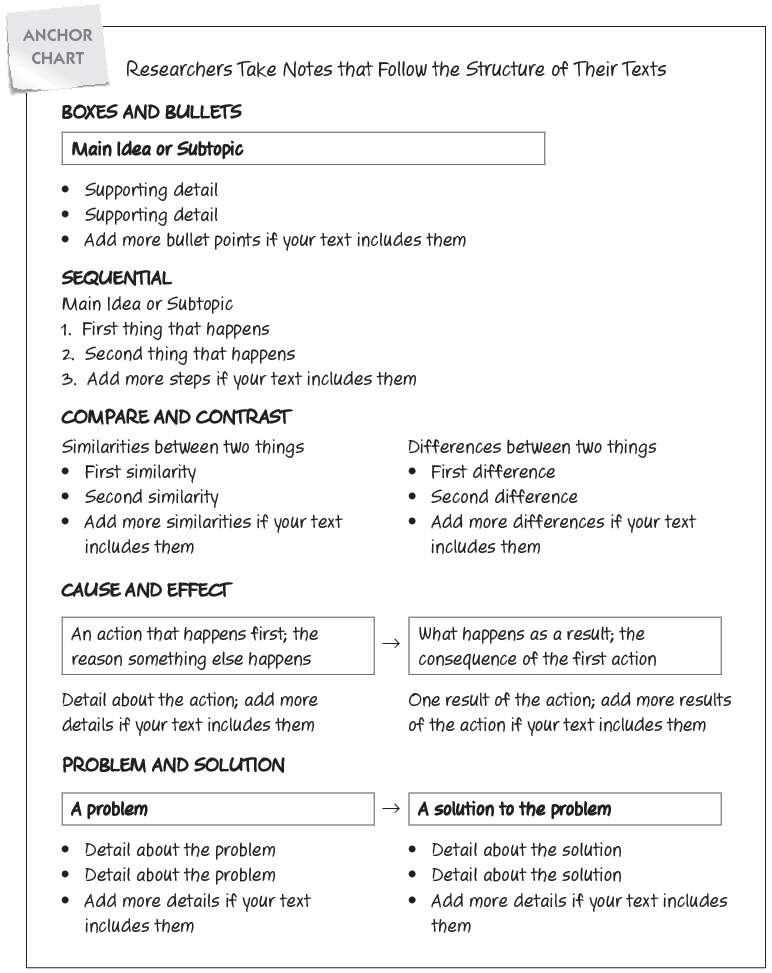 ANCHOR
CHART
Researchers Take Notes that Follow the Structure of Their Texts
BOXES AND BULLETS
Main Idea or Subtopic
• Supporting detail
• Supporting detail
• Add more bullet points if your text includes them
SEQUENTIAL
Main Idea or Subtopic
1. First thing that happens
2. Second thing that happens
3. Add more steps if your text includes them
COMPARE AND CONTRAST
Similarities between two things
• First similarity
• Second similarity
• Add more similarities if your text
includes them
Differences between two things
• First difference
• Second difference
• Add more differences if your text
includes them
CAUSE AND EFFECT
An action that happens first; the
reason something else happens
→
What happens as a result; the
consequence of the first action
Detail about the action; add more
details if your text includes them
One result of the action; add more results
of the action if your text includes them
PROBLEM AND SOLUTION
A problem
→
A solution to the problem
• Detail about the problem
• Detail about the problem
• Add more details if your text
includes them
• Detail about the solution
• Detail about the solution
• Add more details if your text includes
them